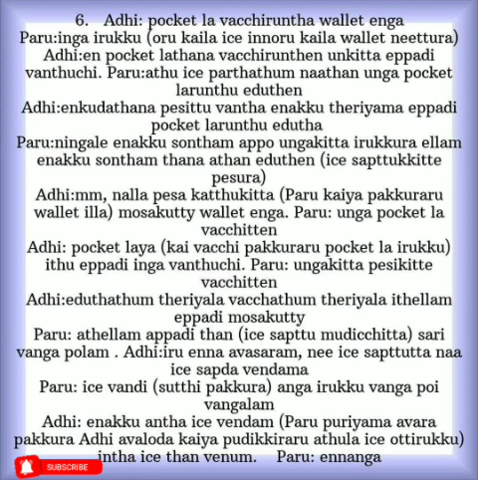 6. Adhi: pocket la vacchiruntha wallet enga
Paru:inga irukku (oru kaila ice innoru kaila wallet neettura)
Adhi:en pocket lathana vacchirunthen unkitta eppadi
vanthuchi. Paru:athu ice parthathum naathan unga pocket
larunthu eduthen
Adhi:enkudathana pesittu vantha enakku theriyama eppadi
pocket larunthu edutha
Paru:ningale enakku sontham appo ungakitta irukkura ellam
enakku sontham thana athan eduthen (ice sapttukkitte
pesura)
Adhi:mm, nalla pesa katthukitta (Paru kaiya pakkuraru
wallet illa) mosakutty wallet enga. Paru: unga pocket la
vacchitten
Adhi: pocket laya (kai vacchi pakkuraru pocket la irukku)
ithu eppadi inga vanthuchi. Paru: ungakitta pesikitte
vacchitten
Adhi:eduthathum theriyala vacchathum theriyala ithellam
eppadi mosakutty
Paru: athellam appadi than (ice sapttu mudicchitta) sari
vanga polam . Adhi:iru enna avasaram, nee ice sapttutta naa
ice sapda vendama
Paru: ice vandi (sutthi pakkura) anga irukku vanga poi
vangalam
Adhi: enakku antha ice vendam (Paru puriyama avara
pakkura Adhi avaloda kaiya pudikkiraru athula ice ottirukku)
intha ice than venum. Paru: ennanga
SUBSCRIBE